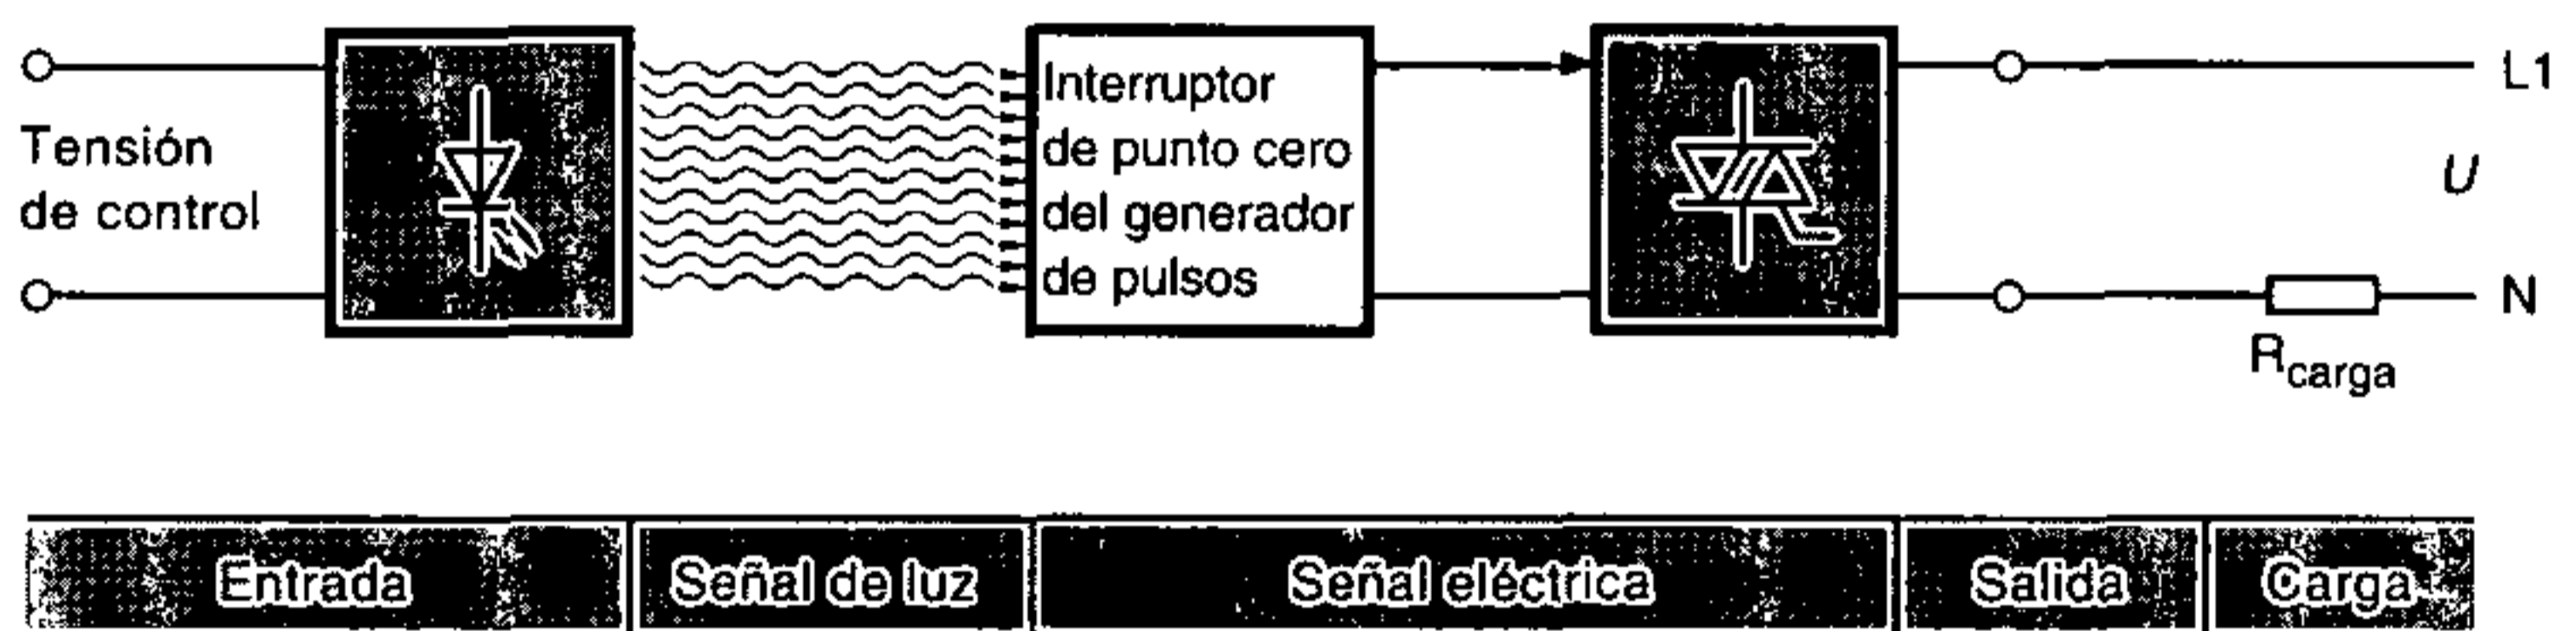 Tensión
de control
Interruptor
de punto cero
del generador
de pulsos
L1
U
N
Rcarga
Entrada
Señal de luz
Señal eléctrica
Salida
Carga